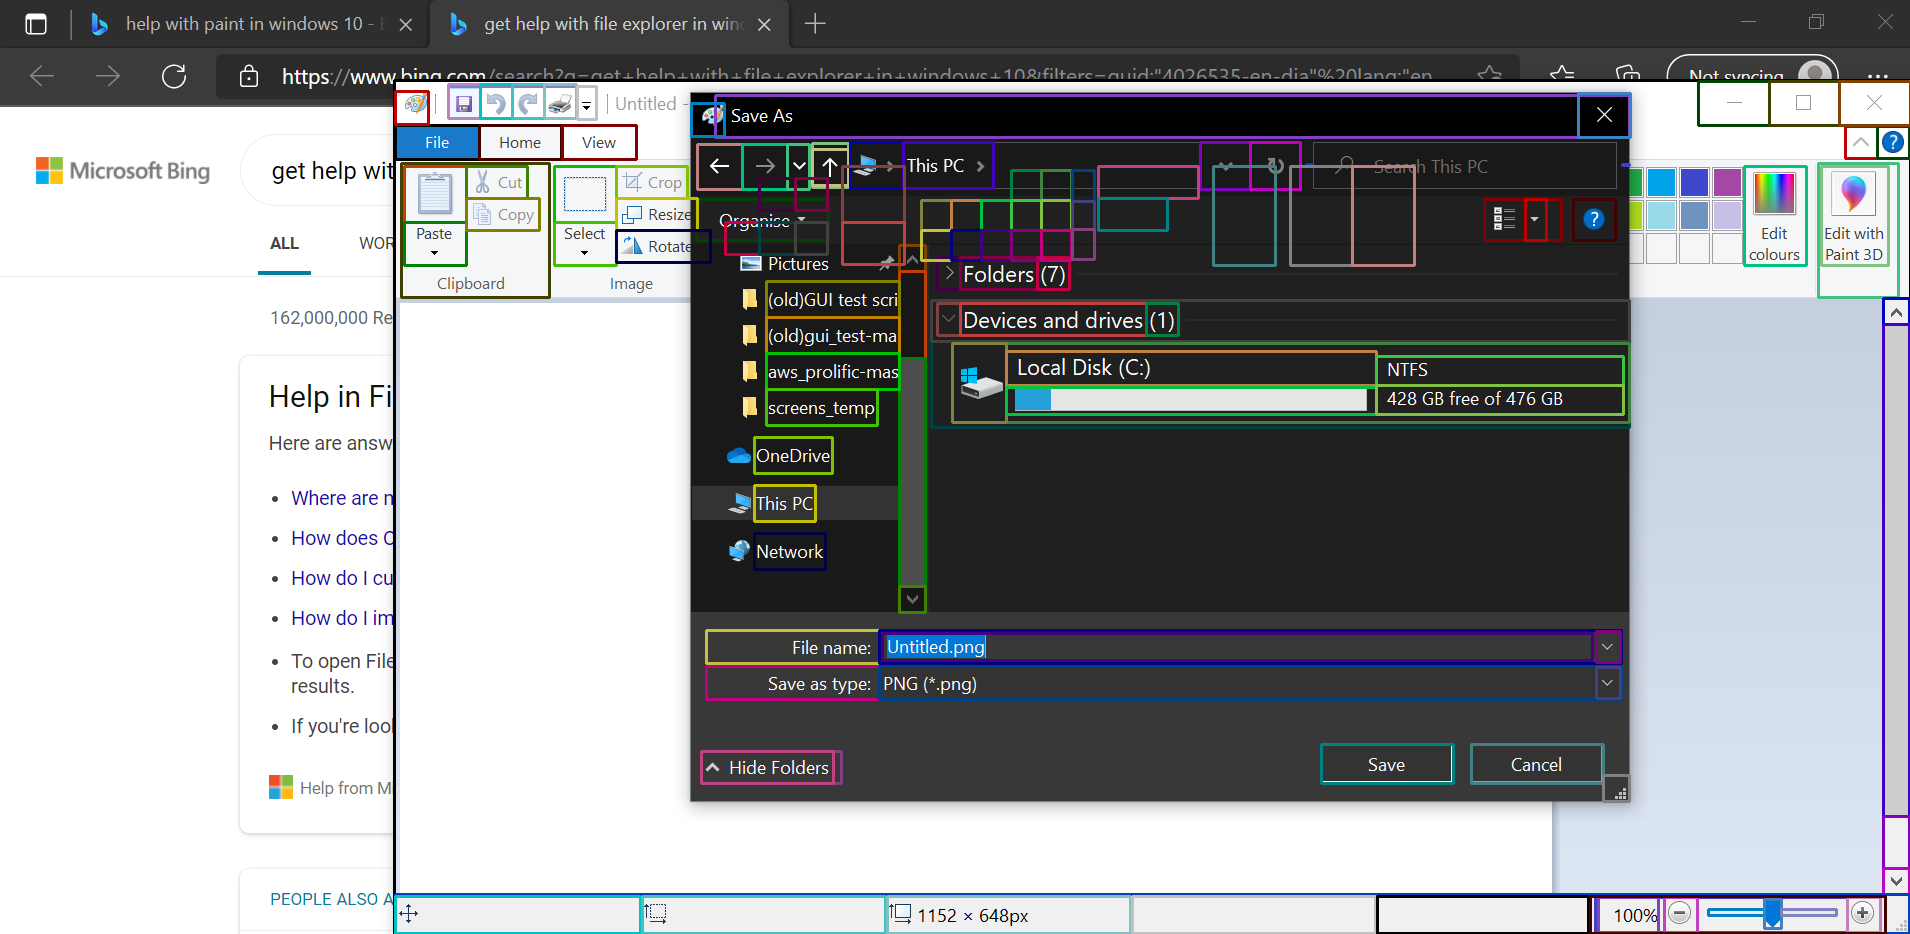 help with paint in windows 10 -
get help with file explorer in win
https://www.bing.com/search?q=get+help+with+file+explorer+in+windows+10&filters=guid:"4026535-en-dia"%20lang:"en
Not syncing
Microsoft Bing
get help wit
ALL
WOR
162,000,000 Re
Help in Fi
Here are answ
Where are n
How does C
How do I cu
How do I im
To open File
results.
If you're loo
Help from Mi
PEOPLE ALSO A
Untitled -
File
Home
View
Paste
Cut
Copy
Clipboard
Select
Crop
Resize
Rotate
Image
Edit
colours
Edit with
Paint 3D
Save As
This PC
Search This PC
Organise
Pictures
(old)GUI test scri
(old)gui_test-ma
aws_prolific-mas
screens_temp
OneDrive
This PC
Network
Folders (7)
Devices and drives (1)
Local Disk (C:)
NTFS
428 GB free of 476 GB
File name:
Untitled.png
Save as type:
PNG (*.png)
Hide Folders
Save
Cancel
1152 × 648px
100%